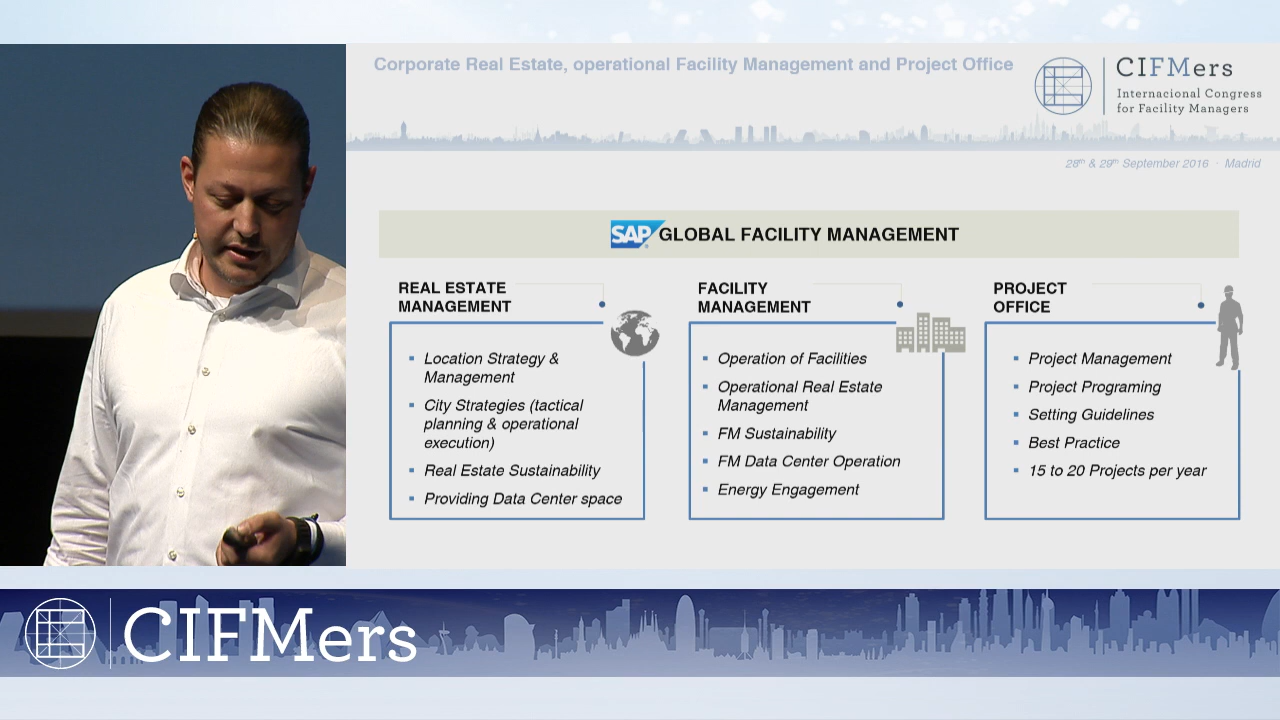 Corporate Real Estate, operational Facility Management and Project Office
CIFMers
Internacional Congress
for Facility Managers
28th & 29th September 2016 · Madrid
SAP GLOBAL FACILITY MANAGEMENT
REAL ESTATE
MANAGEMENT
Location Strategy &
Management
City Strategies (tactical
planning & operational
execution)
Real Estate Sustainability
Providing Data Center space
FACILITY
MANAGEMENT
Operation of Facilities
Operational Real Estate
Management
FM Sustainability
FM Data Center Operation
Energy Engagement
PROJECT
OFFICE
Project Management
Project Programing
Setting Guidelines
Best Practice
15 to 20 Projects per year
CIFMers